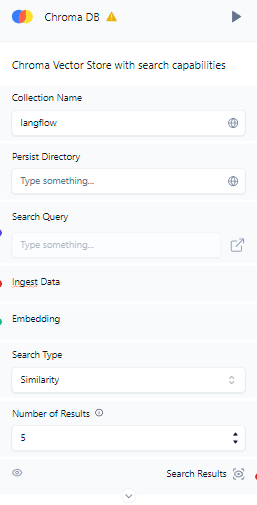 Chroma DB
Chroma Vector Store with search capabilities
Collection Name
langflow
Persist Directory
Type something...
Search Query
Type something...
Ingest Data
Embedding
Search Type
Similarity
Number of Results
5
Search Results